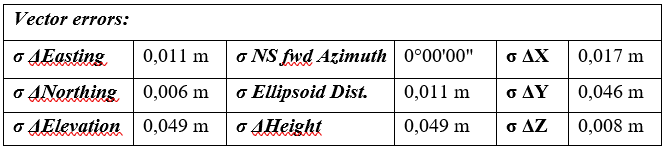 Vector errors:
σ ΔEasting 0,011 m σ NS fwd Azimuth 0°00'00" σ ΔX 0,017 m
σ ΔNorthing 0,006 m σ Ellipsoid Dist. 0,011 m σ ΔY 0,046 m
σ ΔElevation 0,049 m σ ΔHeight 0,049 m σ ΔZ 0,008 m